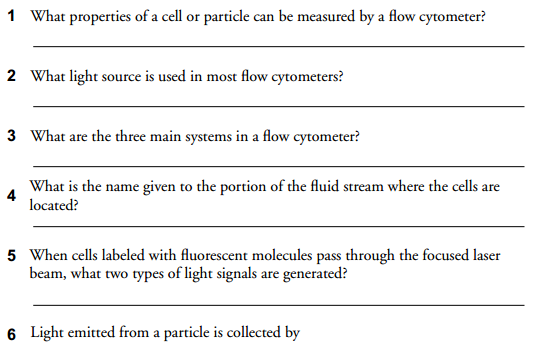 1 What properties of a cell or particle can be measured by a flow cytometer?
2 What light source is used in most flow cytometers?
3 What are the three main systems in a flow cytometer?
4 What is the name given to the portion of the fluid stream where the cells are
located?
5 When cells labeled with fluorescent molecules pass through the focused laser
beam, what two types of light signals are generated?
6 Light emitted from a particle is collected by